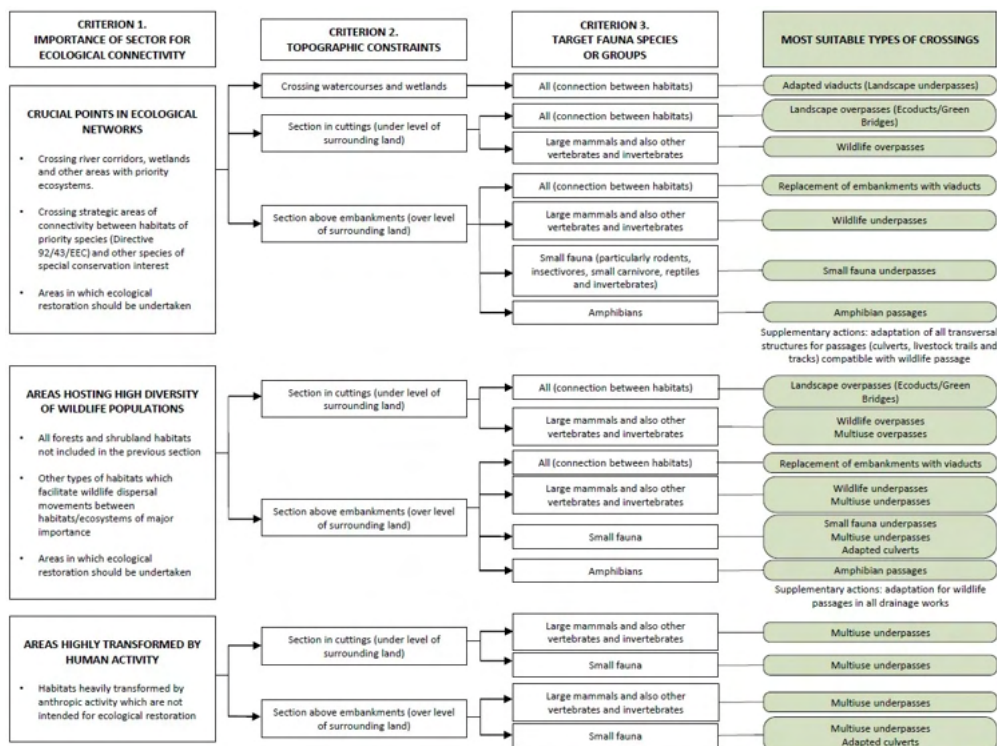 CRITERION 1.
IMPORTANCE OF SECTOR FOR
ECOLOGICAL CONNECTIVITY
CRITERION 2.
TOPOGRAPHIC CONSTRAINTS
CRITERION 3.
TARGET FAUNA SPECIES
OR GROUPS
MOST SUITABLE TYPES OF CROSSINGS
CRUCIAL POINTS IN ECOLOGICAL
NETWORKS
• Crossing river corridors, wetlands
and other areas with priority
ecosystems.
• Crossing strategic areas of
connectivity between habitats of
priority species (Directive
92/43/EEC) and other species of
special conservation interest
• Areas in which ecological
restoration should be undertaken
Crossing watercourses and wetlands
All (connection between habitats)
Adapted viaducts (Landscape underpasses)
Section in cuttings (under level of
surrounding land)
All (connection between habitats)
Landscape overpasses (Ecoducts/Green
Bridges)
Large mammals and also other
vertebrates and invertebrates
Wildlife overpasses
Section above embankments (over level
of surrounding land)
All (connection between habitats)
Replacement of embankments with viaducts
Large mammals and also other
vertebrates and invertebrates
Wildlife underpasses
Small fauna (particularly rodents,
insectivores, small carnivore, reptiles
and invertebrates)
Small fauna underpasses
Amphibians
Amphibian passages
Supplementary actions: adaptation of all transversal
structures for passages (culverts, livestock trails and
tracks) compatible with wildlife passage
AREAS HOSTING HIGH DIVERSITY
OF WILDLIFE POPULATIONS
• All forests and shrubland habitats
not included in the previous section
• Other types of habitats which
facilitate wildlife dispersal
movements between
habitats/ecosystems of major
importance
• Areas in which ecological
restoration should be undertaken
Section in cuttings (under level of
surrounding land)
All (connection between habitats)
Landscape overpasses (Ecoducts/Green
Bridges)
Large mammals and also other
vertebrates and invertebrates
Wildlife overpasses
Multiuse overpasses
Section above embankments (over level
of surrounding land)
All (connection between habitats)
Replacement of embankments with viaducts
Large mammals and also other
vertebrates and invertebrates
Wildlife underpasses
Multiuse underpasses
Small fauna
Small fauna underpasses
Multiuse underpasses
Adapted culverts
Amphibians
Amphibian passages
Supplementary actions: adaptation for wildlife
passages in all drainage works
AREAS HIGHLY TRANSFORMED BY
HUMAN ACTIVITY
• Habitats heavily transformed by
anthropic activity which are not
intended for ecological restoration
Section in cuttings (under level of
surrounding land)
Large mammals and also other
vertebrates and invertebrates
Multiuse underpasses
Small fauna
Multiuse underpasses
Section above embankments (over level
of surrounding land)
Large mammals and also other
vertebrates and invertebrates
Multiuse underpasses
Small fauna
Multiuse underpasses
Adapted culverts